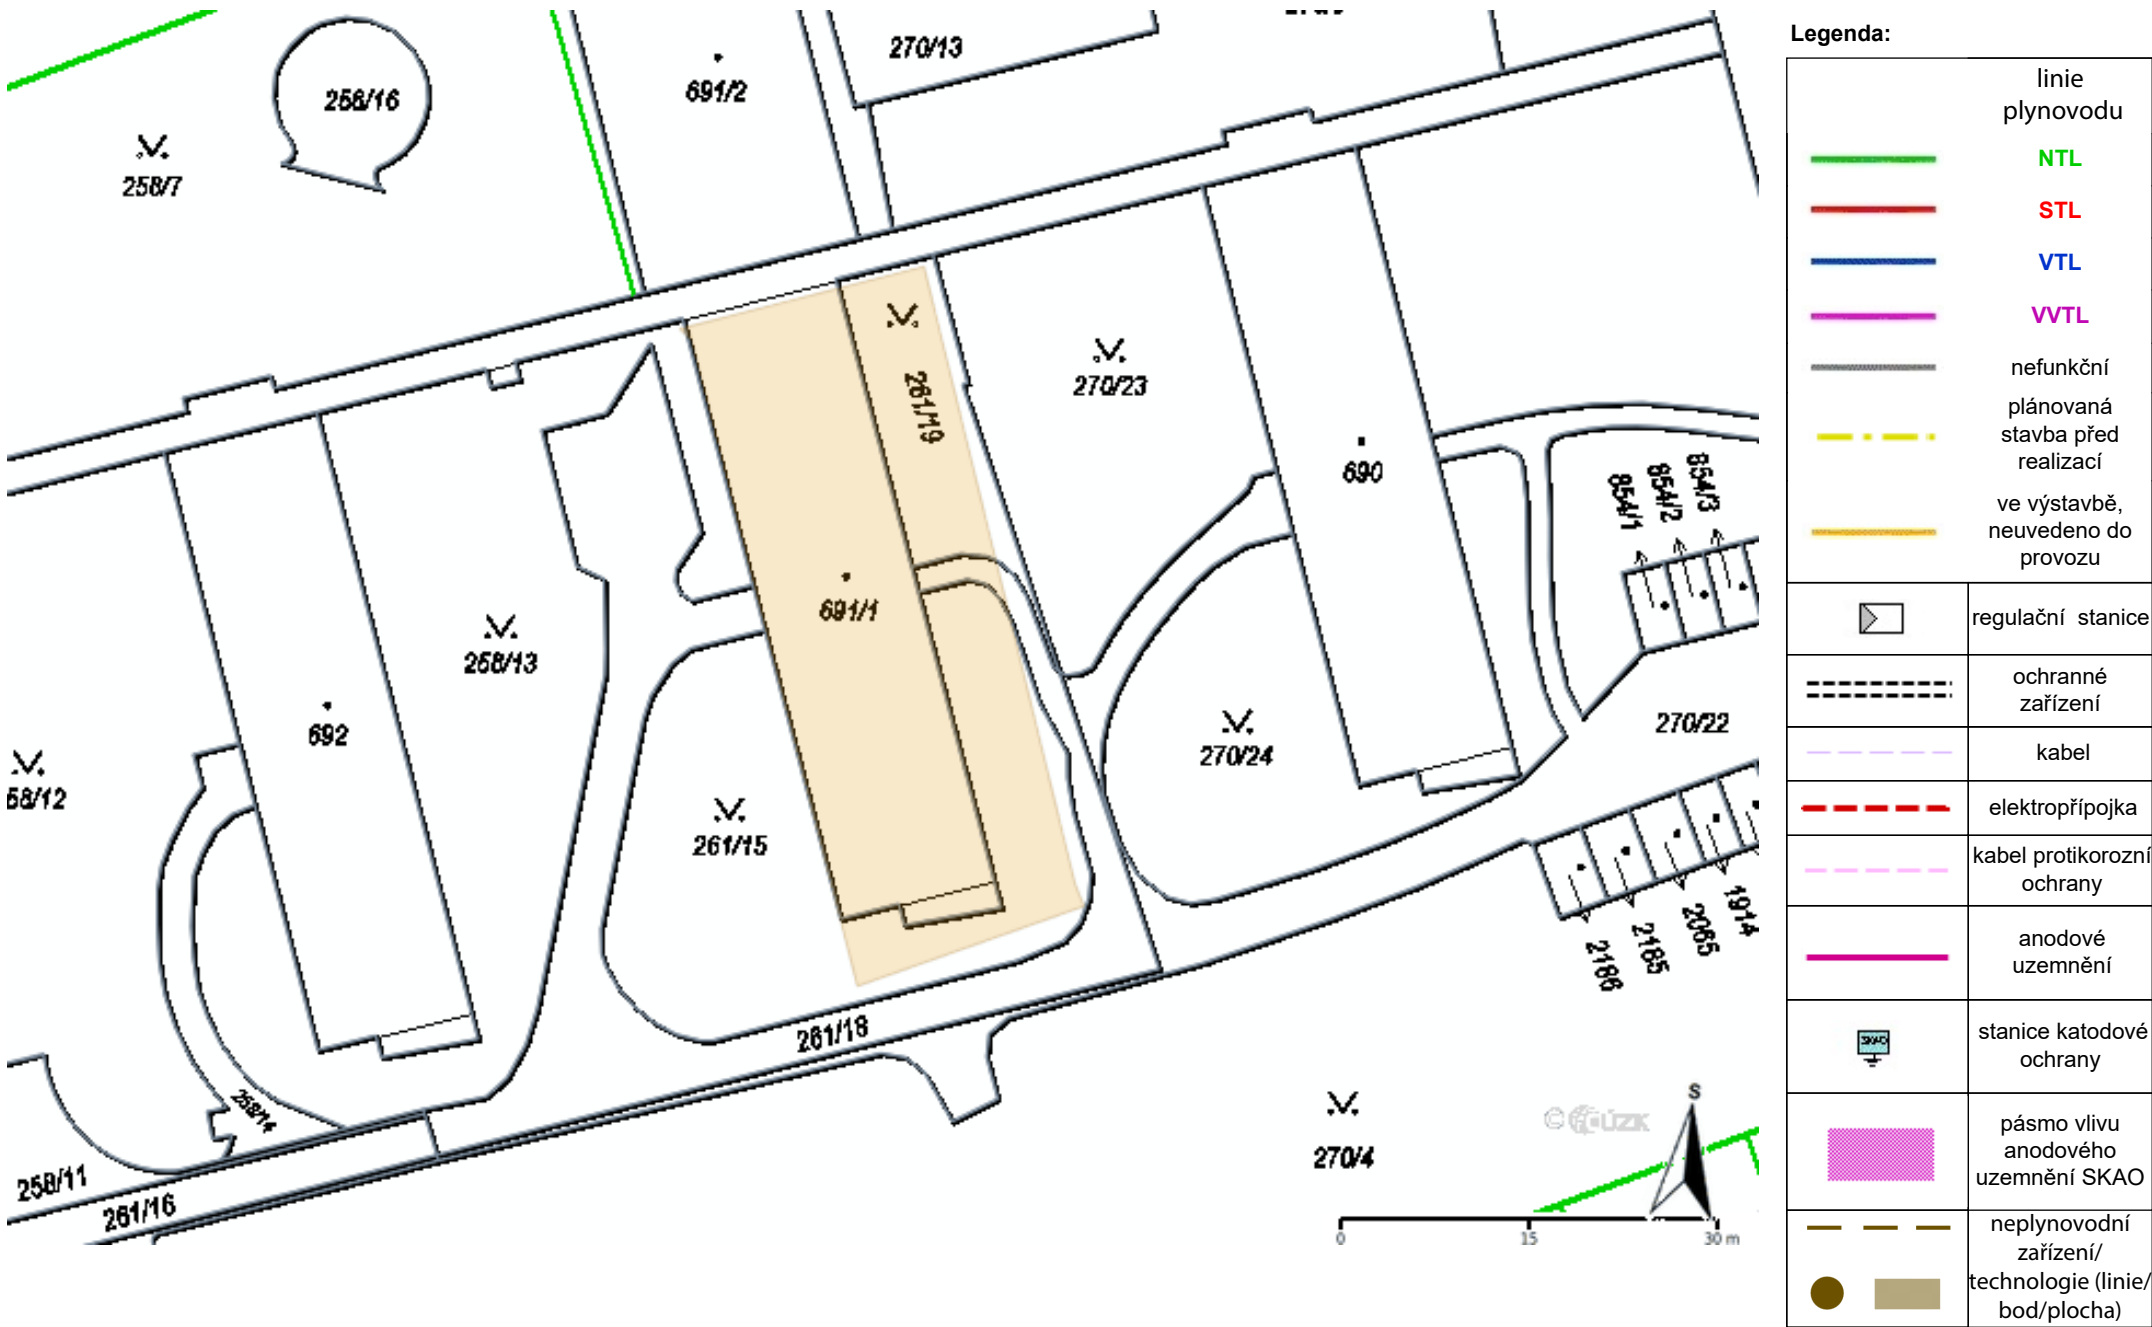 270/13
691/2
258/16
258/7
261/19
270/23
690
854/1
854/2
854/3
691/1
258/13
692
270/22
270/24
58/12
261/15
2186
2185
2065
1914
261/18
258/14
270/4
258/11
261/16
© ČÚZK
S
0
15
30 m
Legenda:
linie
plynovodu
NTL
STL
VTL
VVTL
nefunkční
plánovaná
stavba před
realizací
ve výstavbě,
neuvedeno do
provozu
regulační stanice
ochranné
zařízení
kabel
elektropřípojka
kabel protikorozní
ochrany
anodové
uzemnění
SKAO
stanice katodové
ochrany
pásmo vlivu
anodového
uzemnění SKAO
neplynovodní
zařízení/
technologie (linie/
bod/plocha)